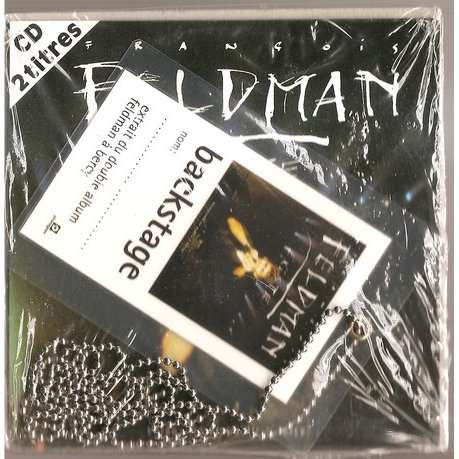 CD
2 titres
FRANÇOIS
FELDMAN
extrait du double album
feldman à bercy
nom:
backstage
FELDMAN